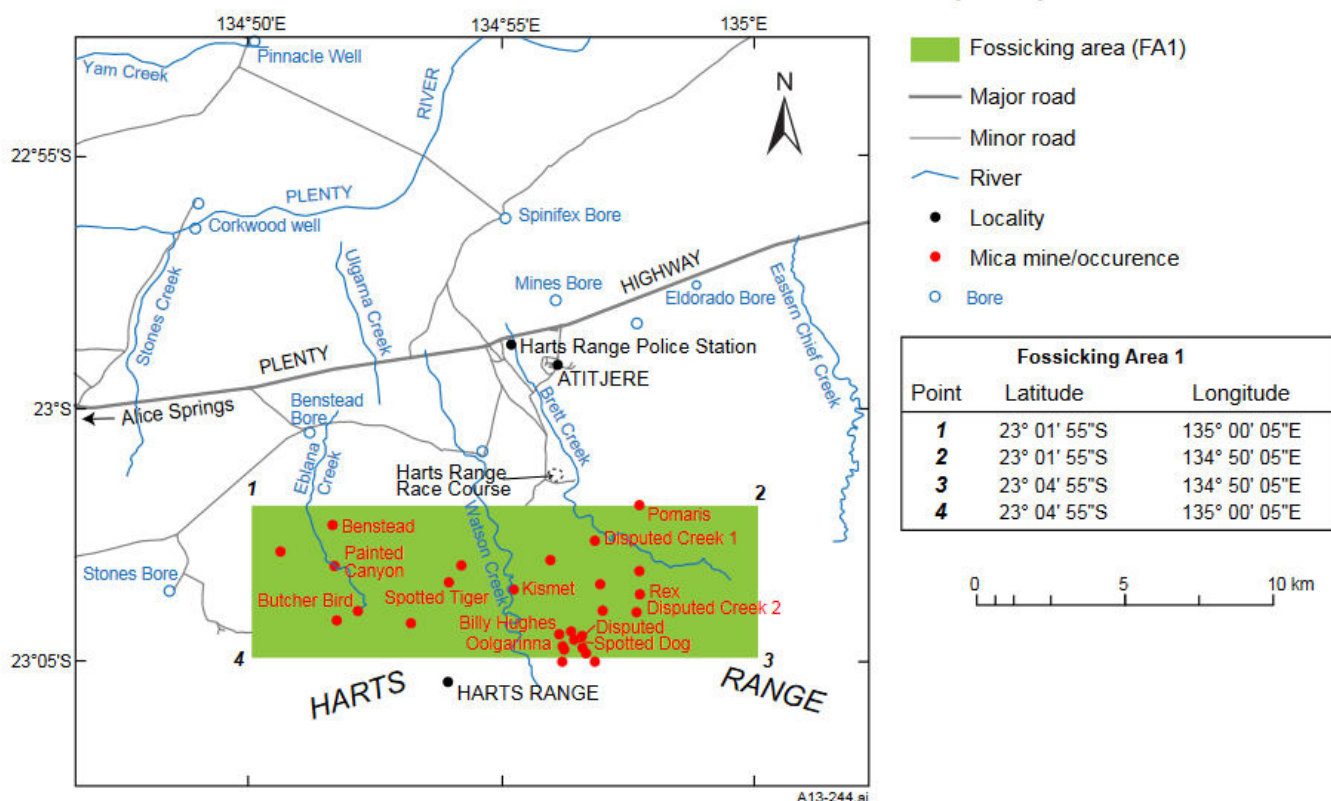 134°50'E
134°55'E
135°E
22°55'S
23°S
23°05'S
Yam Creek
Pinnacle Well
RIVER
PLENTY
Corkwood well
Spinifex Bore
Stones Creek
Ulgarna Creek
Mines Bore
HIGHWAY
Eldorado Bore
Eastern Chief Creek
PLENTY
Harts Range Police Station
ATITJERE
Alice Springs
Benstead
Bore
Brett Creek
Eblana
Creek
Harts Range
Race Course
1
2
Watson Creek
Pomaris
Benstead
Disputed Creek 1
Painted
Canyon
Stones Bore
Spotted Tiger
Kismet
Rex
Butcher Bird
Disputed Creek 2
Billy Hughes
Disputed
Oolgarinna
Spotted Dog
4
3
HARTS
RANGE
HARTS RANGE
N
Fossicking area (FA1)
Major road
Minor road
River
Locality
Mica mine/occurence
Bore
Fossicking Area 1
Point Latitude Longitude
1 23° 01' 55"S 135° 00' 05"E
2 23° 01' 55"S 134° 50' 05"E
3 23° 04' 55"S 134° 50' 05"E
4 23° 04' 55"S 135° 00' 05"E
0 5 10 km
A13-244.ai